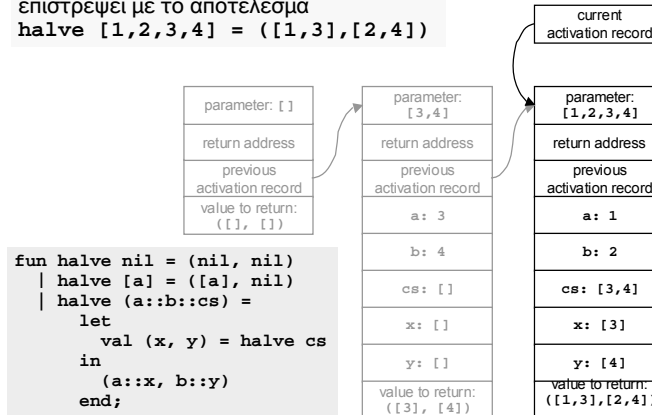 επιστρέψει με το αποτέλεσμα
halve [1,2,3,4] = ([1,3],[2,4])
current
activation record
parameter: []
return address
previous
activation record
value to return:
([], [])
parameter:
[3,4]
return address
previous
activation record
a: 3
b: 4
cs: []
x: []
y: []
value to return:
([3], [4])
parameter:
[1,2,3,4]
return address
previous
activation record
a: 1
b: 2
cs: [3,4]
x: [3]
y: [4]
value to return:
([1,3],[2,4])
fun halve nil = (nil, nil)
| halve [a] = ([a], nil)
| halve (a::b::cs) =
let
val (x, y) = halve cs
in
(a::x, b::y)
end;